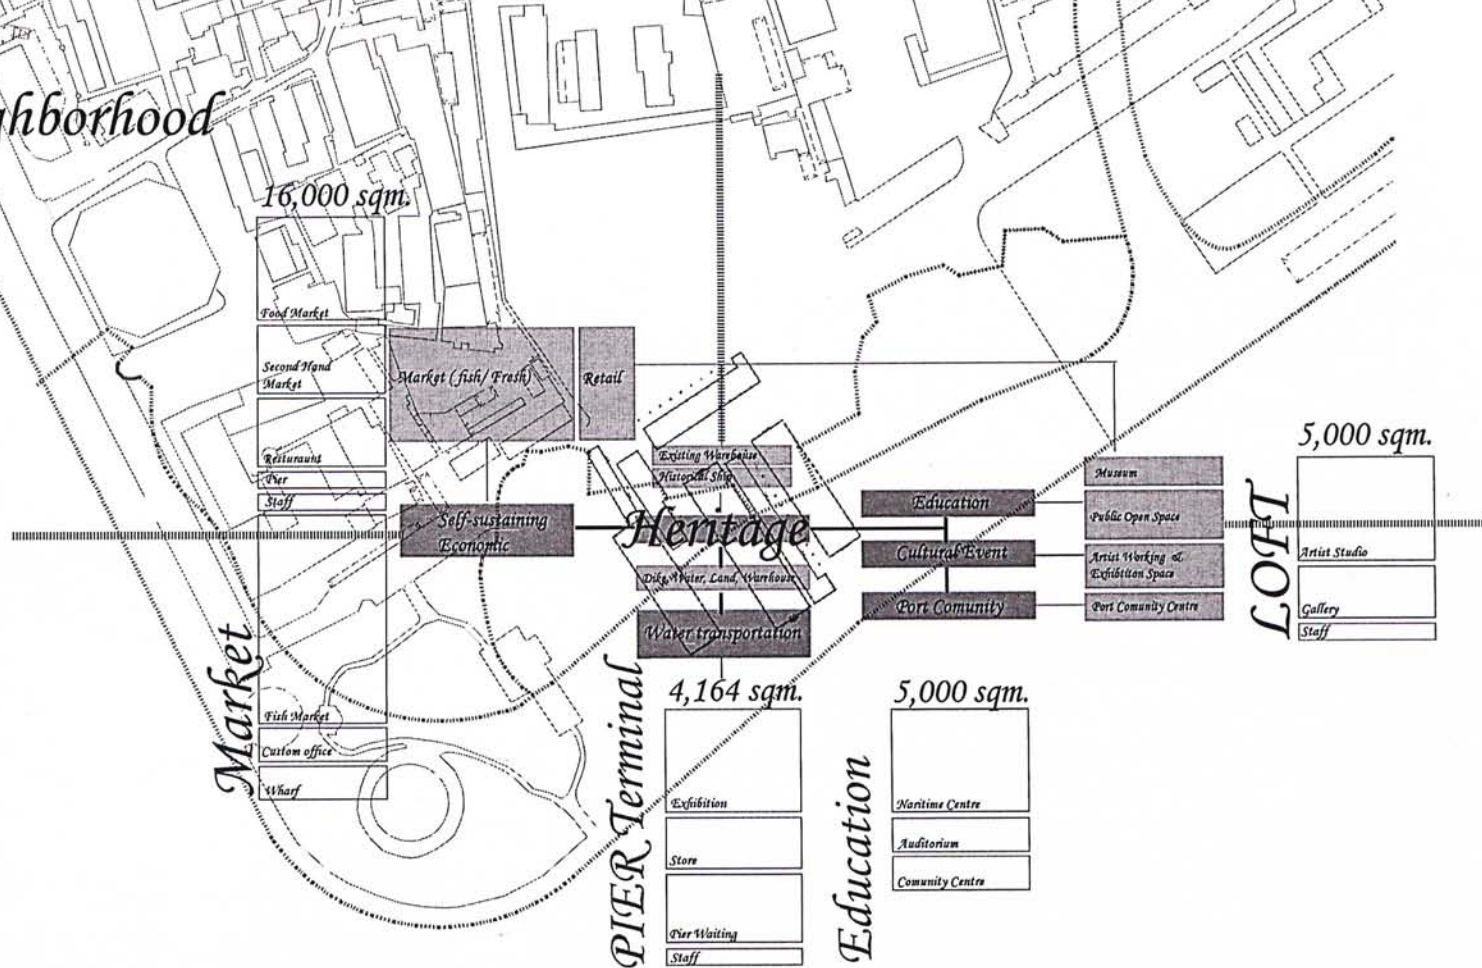 ghborhood
16,000 sqm.
Food Market
Second Hand
Market
Resturaunt
Pier
Staff
Fish Market
Custom office
Wharf
Market
Market (fish/ Fresh)
Retail
Self-sustaining
Economic
Existing Warehouse
Historical Ship
Heritage
Dike, Water, Land, Warehouse
Water transportation
Education
Cultural Event
Port Comunity
Museum
Public Open Space
Artist Working &
Exhibtiton Space
Port Comunity Centre
LOFT
5,000 sqm.
Artist Studio
Gallery
Staff
PIER Terminal
4,164 sqm.
Exhibition
Store
Pier Waiting
Staff
Education
5,000 sqm.
Naritime Centre
Auditorium
Comunity Centre